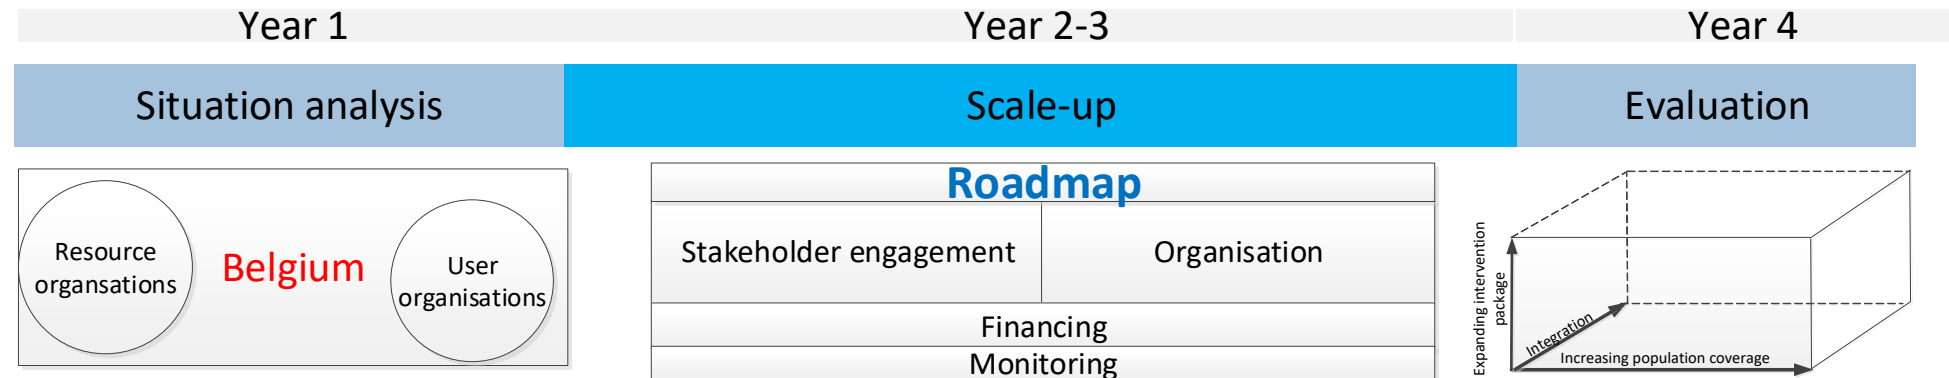 Year 1
Year 2-3
Year 4
Situation analysis
Scale-up
Evaluation
Resource
organsations
Belgium
User
organisations
Roadmap
Stakeholder engagement
Organisation
Financing
Monitoring
Expanding intervention
package
Integration
Increasing population coverage